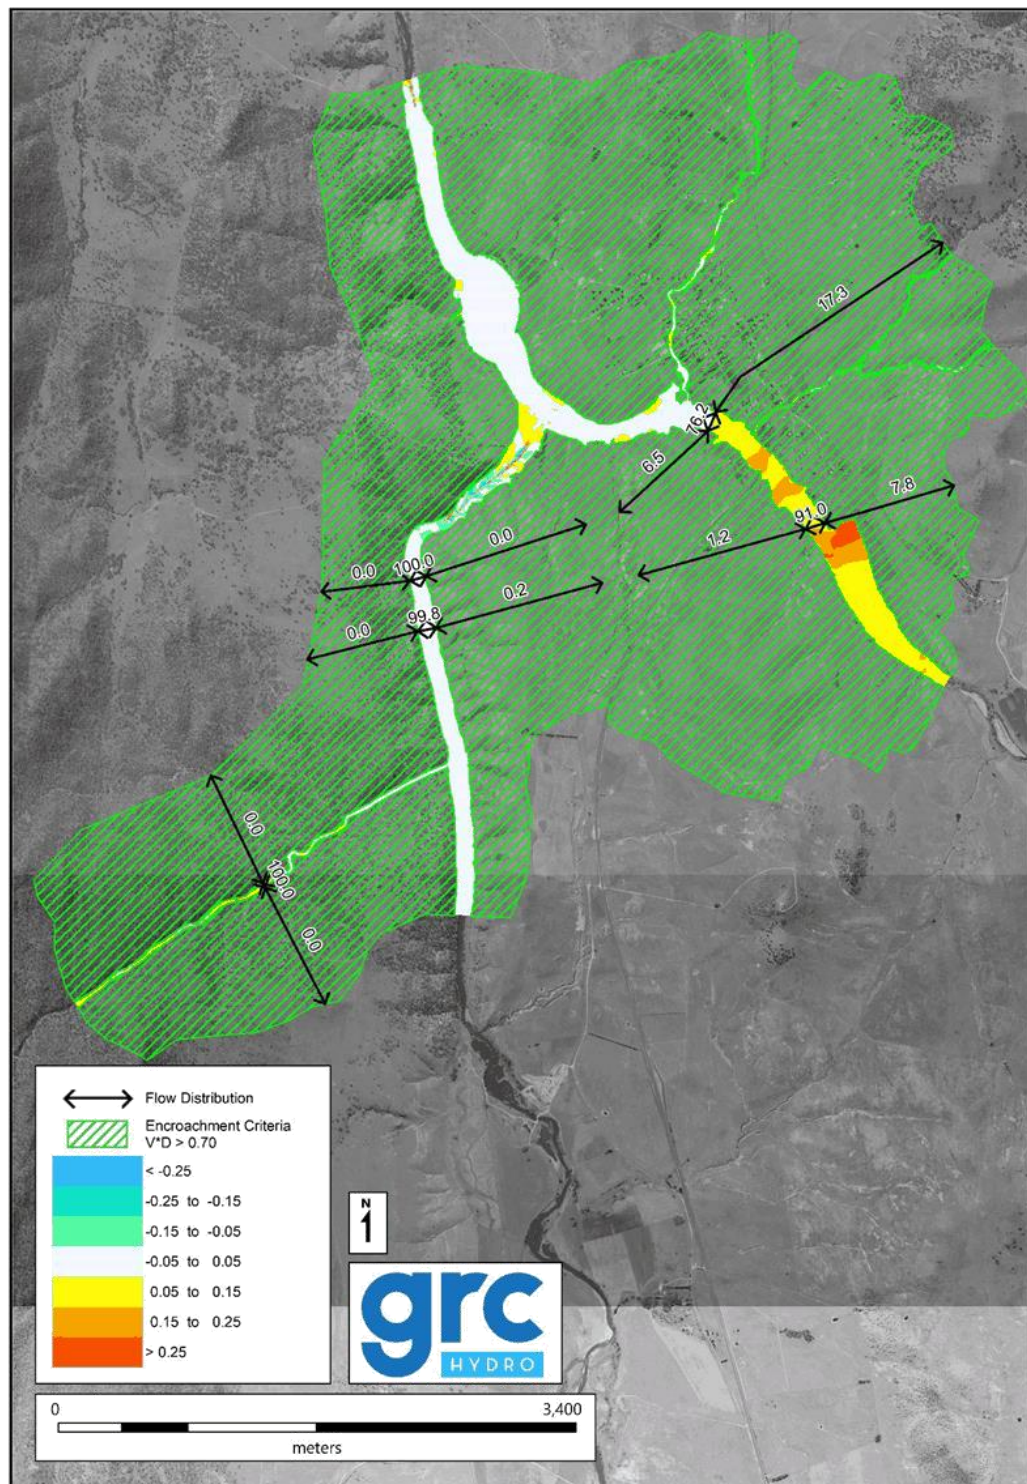 17.3
76.2
6.5
7.8
91.0
1.2
0.0
100.0
0.0
0.2
99.8
0.0
0.0
100.0
0.0
Flow Distribution
Encroachment Criteria
V*D > 0.70
< -0.25
-0.25 to -0.15
-0.15 to -0.05
-0.05 to 0.05
0.05 to 0.15
0.15 to 0.25
> 0.25
N
grc
HYDRO
0 3,400
meters